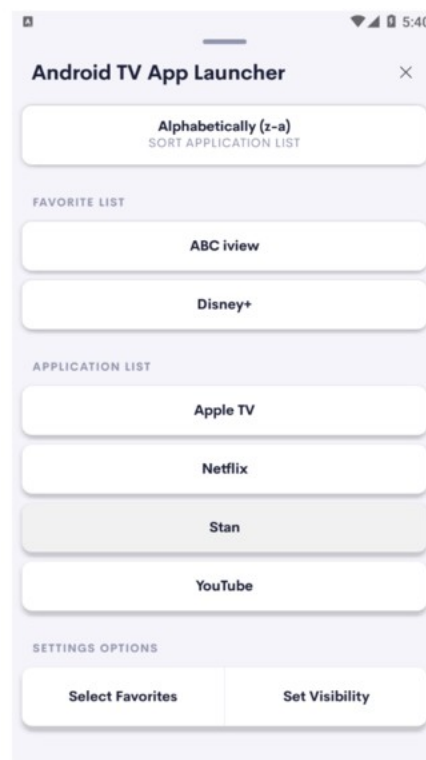 5:40
Android TV App Launcher
Alphabetically (z-a)
SORT APPLICATION LIST
FAVORITE LIST
ABC iview
Disney+
APPLICATION LIST
Apple TV
Netflix
Stan
YouTube
SETTINGS OPTIONS
Select Favorites
Set Visibility